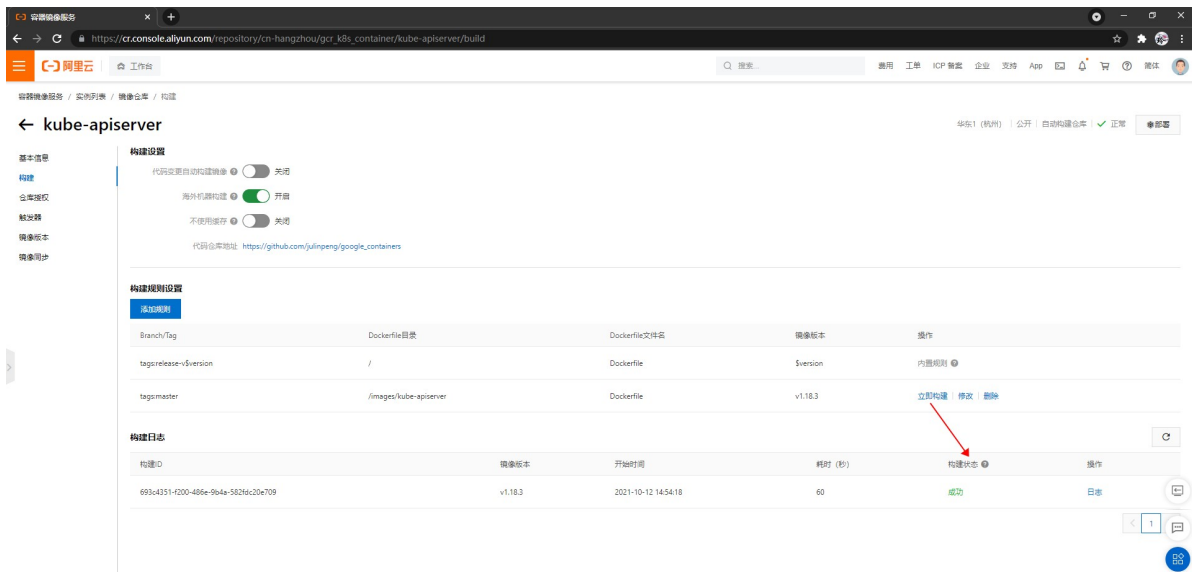 容器镜像服务
https://cr.console.aliyun.com/repository/cn-hangzhou/gcr_k8s_container/kube-apiserver/build
阿里云 工作台 搜索... 费用 工单 ICP 备案 企业 支持 App 简体
容器镜像服务 / 实例列表 / 镜像仓库 / 构建
← kube-apiserver 华东1 (杭州) 公开 自动构建仓库 正常 部署
基本信息
构建
仓库授权
触发器
镜像版本
镜像同步
构建设置
代码变更自动构建镜像 关闭
海外机器构建 开启
不使用缓存 关闭
代码仓库地址 https://github.com/julinpeng/google_containers
构建规则设置
添加规则
Branch/Tag Dockerfile目录 Dockerfile文件名 镜像版本 操作
tags:release-v$version / Dockerfile $version 内置规则
tags:master /images/kube-apiserver Dockerfile v1.18.3 立即构建 修改 删除
构建日志
构建ID 镜像版本 开始时间 耗时 (秒) 构建状态 操作
693c4351-f200-486e-9b4a-582fdc20e709 v1.18.3 2021-10-12 14:54:18 60 成功 日志
1